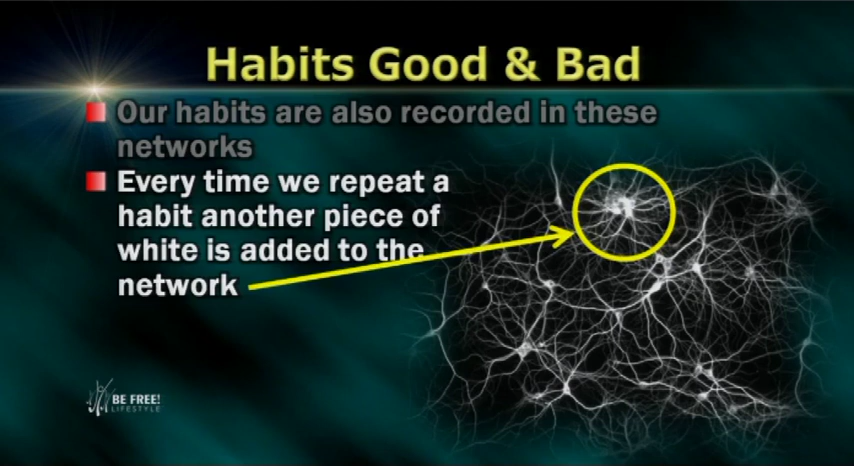 Habits Good & Bad
Our habits are also recorded in these
networks
Every time we repeat a
habit another piece of
white is added to the
network
BE FREE!
LIFESTYLE